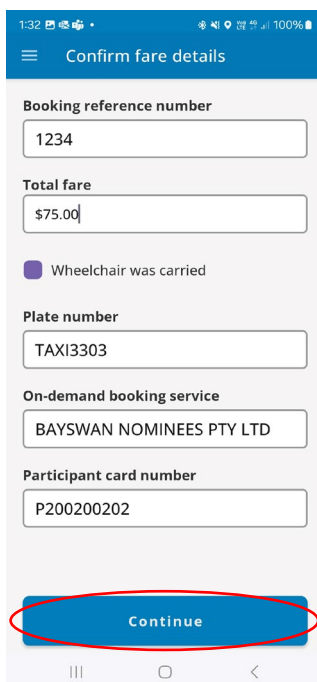 1:32 100%
Confirm fare details
Booking reference number
1234
Total fare
$75.00
Wheelchair was carried
Plate number
TAXI3303
On-demand booking service
BAYSWAN NOMINEES PTY LTD
Participant card number
P200200202
Continue